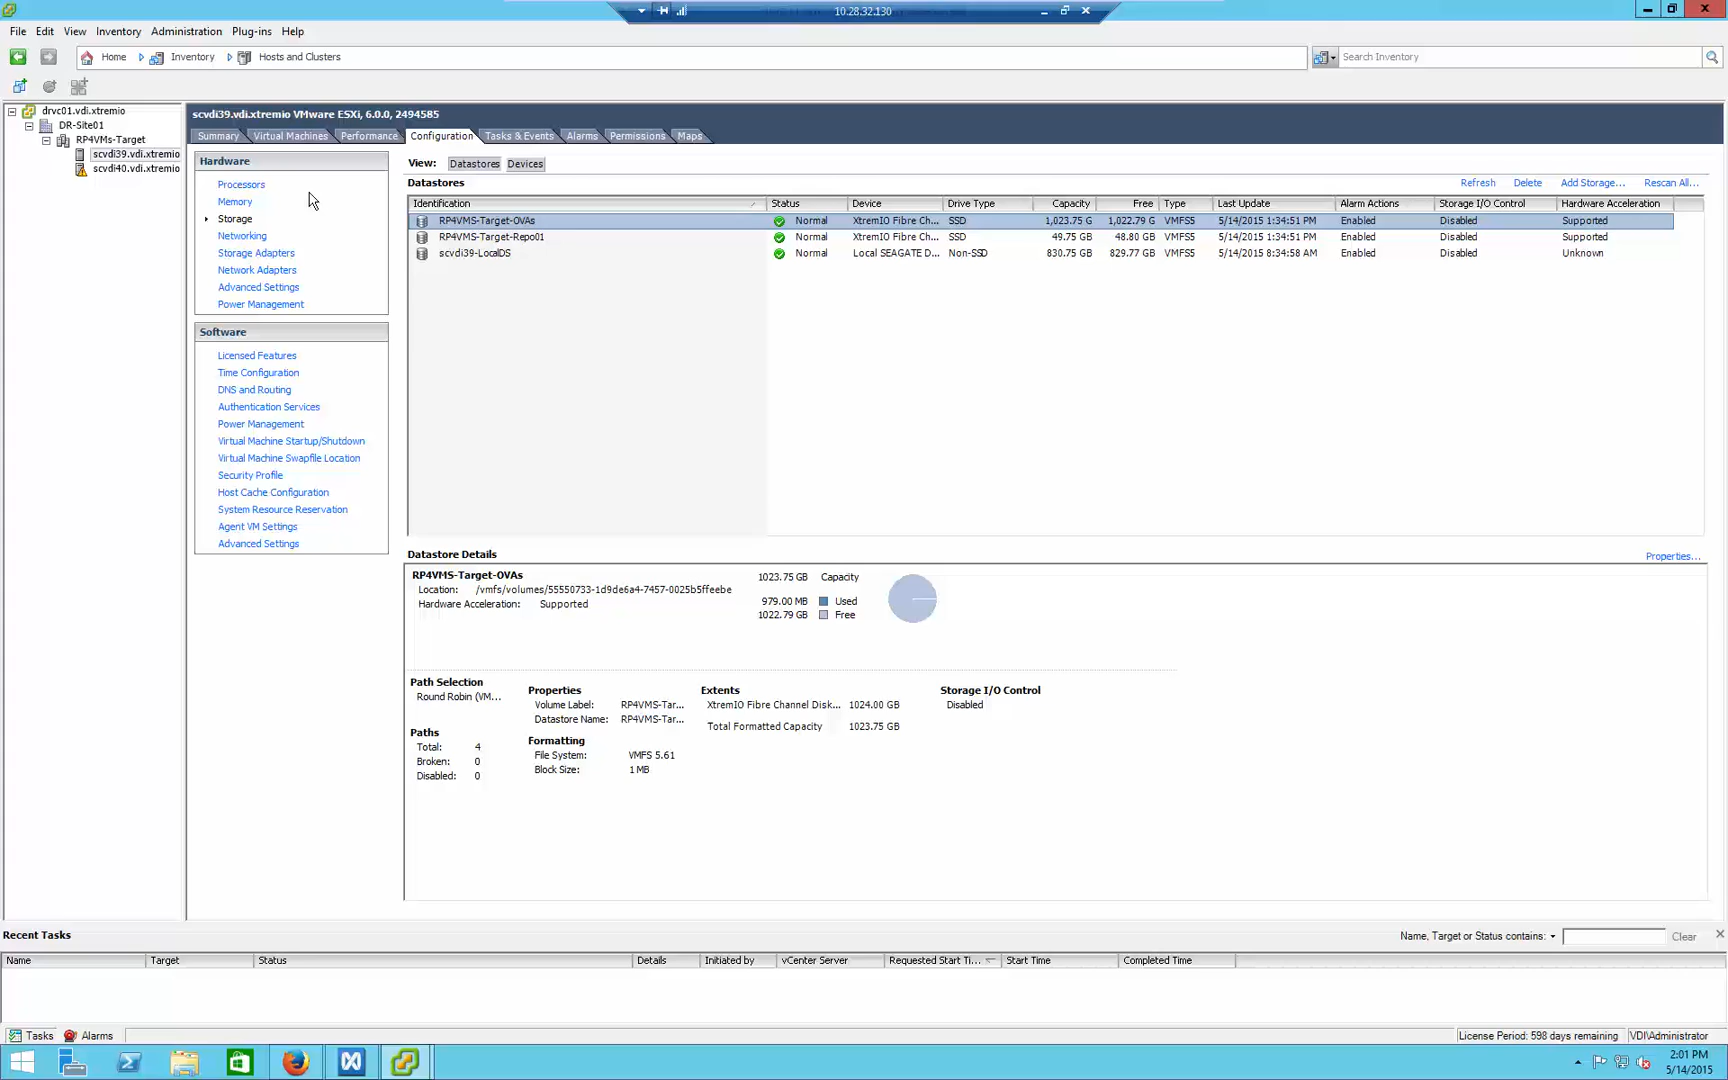 10.28.32.130
File Edit View Inventory Administration Plug-ins Help
Home Inventory Hosts and Clusters
Search Inventory
drvc01.vdi.xtremio
DR-Site01
RP4VMs-Target
scvdi39.vdi.xtremio
scvdi40.vdi.xtremio
scvdi39.vdi.xtremio VMware ESXi, 6.0.0, 2494585
Summary Virtual Machines Performance Configuration Tasks & Events Alarms Permissions Maps
Hardware
Processors
Memory
Storage
Networking
Storage Adapters
Network Adapters
Advanced Settings
Power Management
Software
Licensed Features
Time Configuration
DNS and Routing
Authentication Services
Power Management
Virtual Machine Startup/Shutdown
Virtual Machine Swapfile Location
Security Profile
Host Cache Configuration
System Resource Reservation
Agent VM Settings
Advanced Settings
View: Datastores Devices
Datastores Refresh Delete Add Storage... Rescan All...
Identification Status Device Drive Type Capacity Free Type Last Update Alarm Actions Storage I/O Control Hardware Acceleration
RP4VMS-Target-OVAs Normal XtremIO Fibre Ch... SSD 1,023.75 G 1,022.79 G VMFS5 5/14/2015 1:34:51 PM Enabled Disabled Supported
RP4VMS-Target-Repo01 Normal XtremIO Fibre Ch... SSD 49.75 GB 48.80 GB VMFS5 5/14/2015 1:34:51 PM Enabled Disabled Supported
scvdi39-LocalDS Normal Local SEAGATE D... Non-SSD 830.75 GB 829.77 GB VMFS5 5/14/2015 8:34:58 AM Enabled Disabled Unknown
Datastore Details Properties...
RP4VMS-Target-OVAs 1023.75 GB Capacity
Location: /vmfs/volumes/55550733-1d9de6a4-7457-0025b5ffeebe
Hardware Acceleration: Supported
979.00 MB Used
1022.79 GB Free
Path Selection
Round Robin (VM...
Paths
Total: 4
Broken: 0
Disabled: 0
Properties
Volume Label: RP4VMS-Tar...
Datastore Name: RP4VMS-Tar...
Formatting
File System: VMFS 5.61
Block Size: 1 MB
Extents
XtremIO Fibre Channel Disk... 1024.00 GB
Total Formatted Capacity 1023.75 GB
Storage I/O Control
Disabled
Recent Tasks Name, Target or Status contains: Clear
Name Target Status Details Initiated by vCenter Server Requested Start Ti... Start Time Completed Time
Tasks Alarms License Period: 598 days remaining VDI\Administrator
2:01 PM
5/14/2015